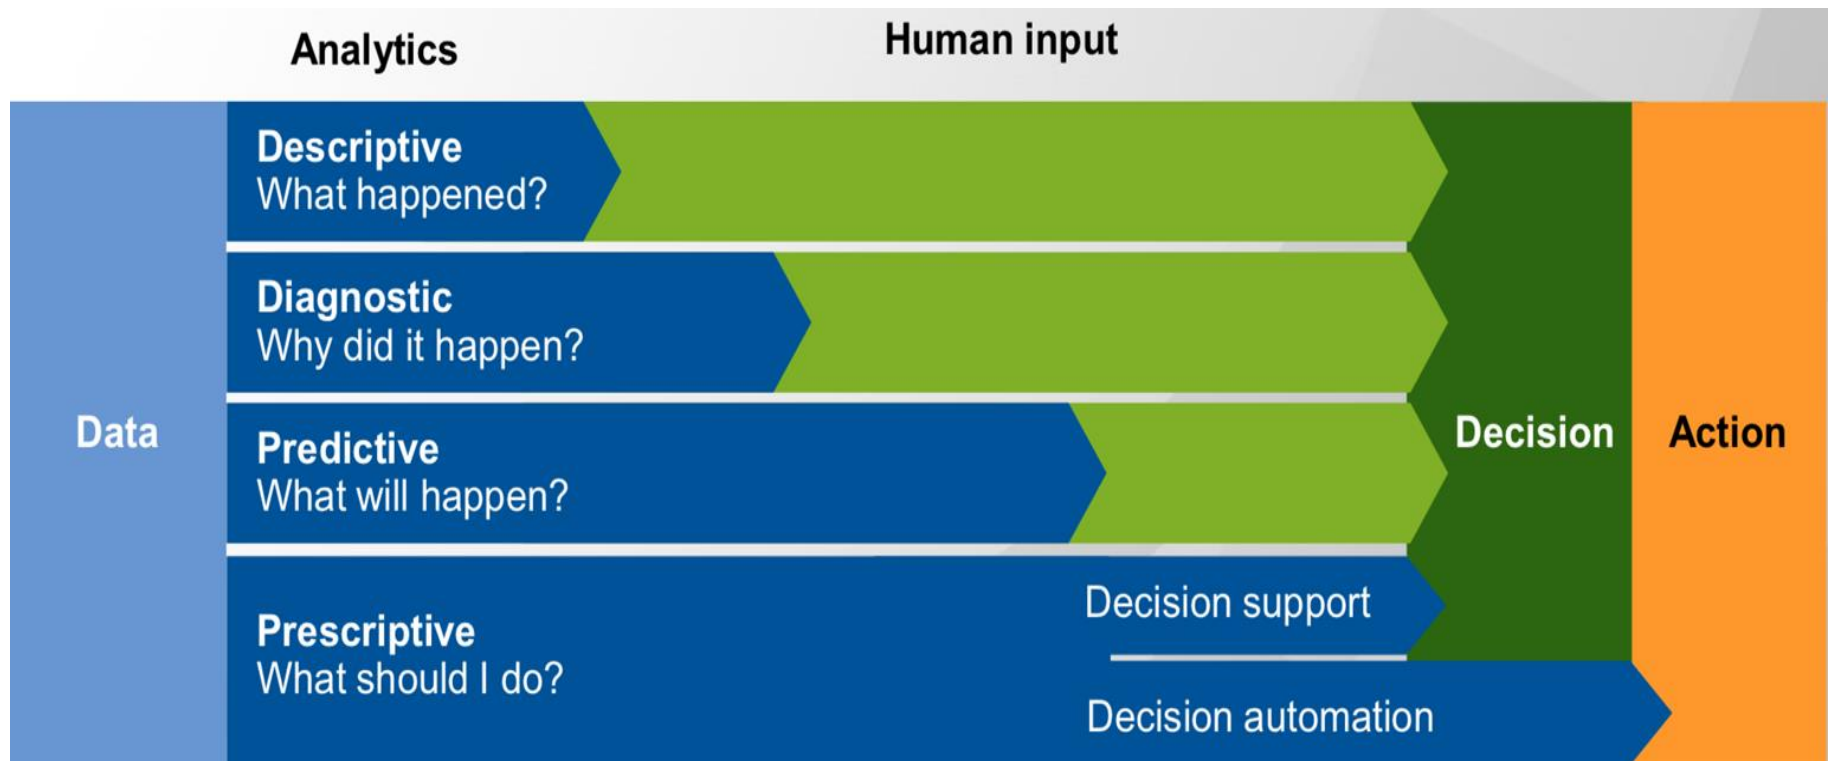 Analytics
Human input
Data
Descriptive
What happened?
Diagnostic
Why did it happen?
Predictive
What will happen?
Prescriptive
What should I do?
Decision support
Decision automation
Decision
Action